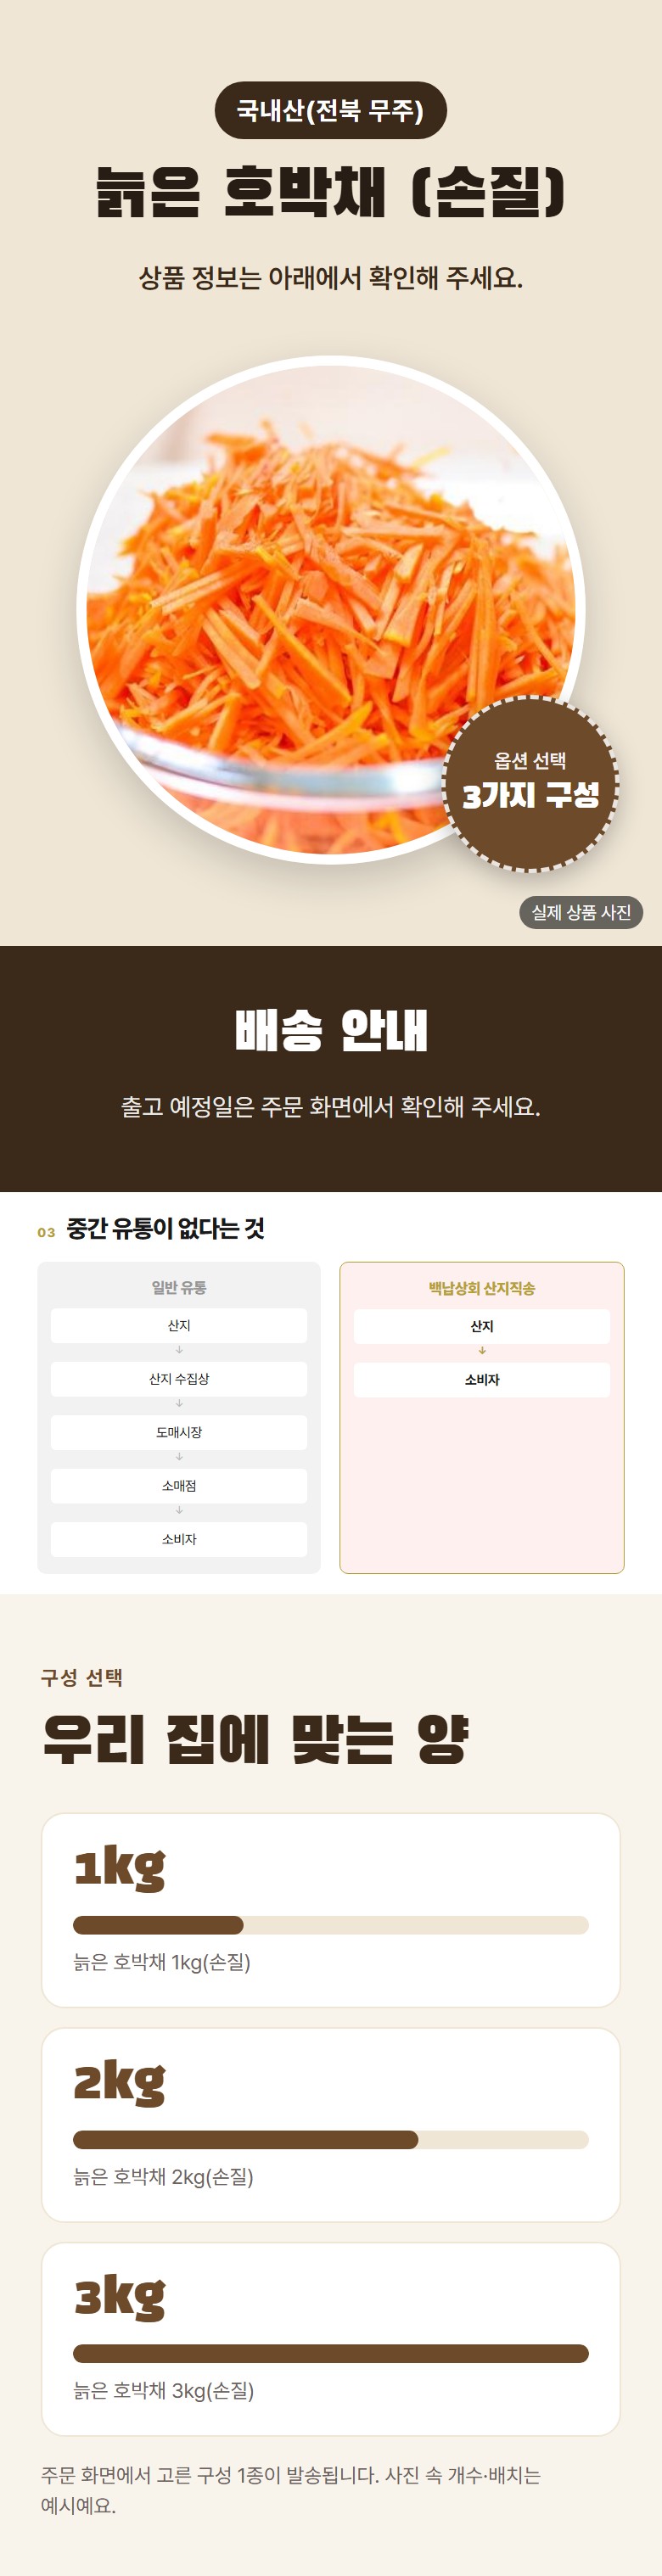 국내산(전북 무주)
늙은 호박채 (손질)
상품 정보는 아래에서 확인해 주세요.
옵션 선택
3가지 구성
실제 상품 사진
배송 안내
출고 예정일은 주문 화면에서 확인해 주세요.
03 중간 유통이 없다는 것
일반 유통
산지
↓
산지 수집상
↓
도매시장
↓
소매점
↓
소비자
백납상회 산지직송
산지
↓
소비자
구성 선택
우리 집에 맞는 양
1kg
늙은 호박채 1kg(손질)
2kg
늙은 호박채 2kg(손질)
3kg
늙은 호박채 3kg(손질)
주문 화면에서 고른 구성 1종이 발송됩니다. 사진 속 개수·배치는
예시예요.